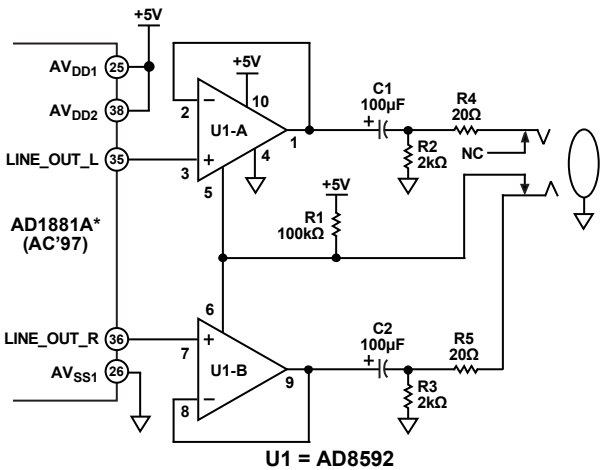 +5V
AVDD1 25
+5V
C1
100µF
R4
20Ω
AVDD2 38
2
10
U1-A
1
+
R2
2kΩ
NC
LINE_OUT_L 35
3
4
5
+5V
R1
100kΩ
AD1881A*
(AC'97)
6
C2
100µF
R5
20Ω
LINE_OUT_R 36
7
U1-B
9
+
AVSS1 26
8
R3
2kΩ
U1 = AD8592